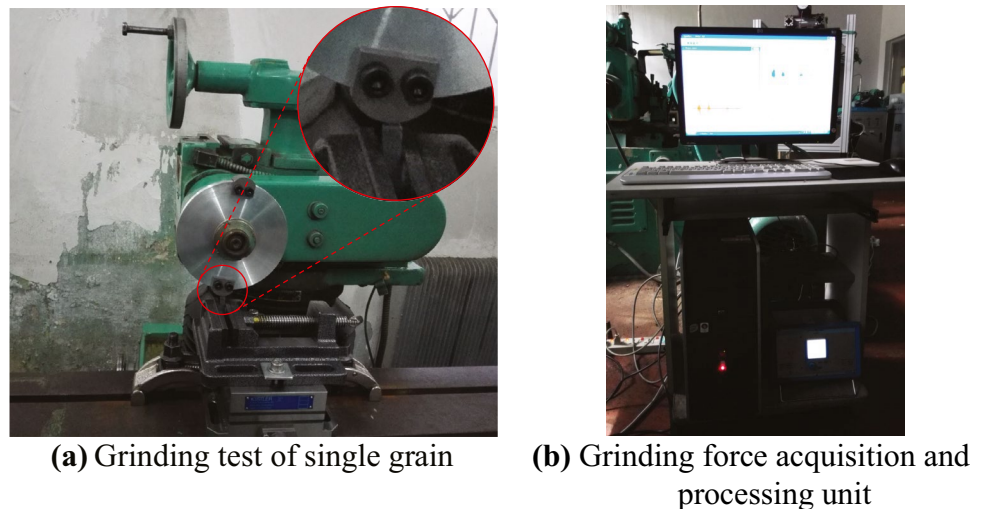 (a) Grinding test of single grain
(b) Grinding force acquisition and
processing unit